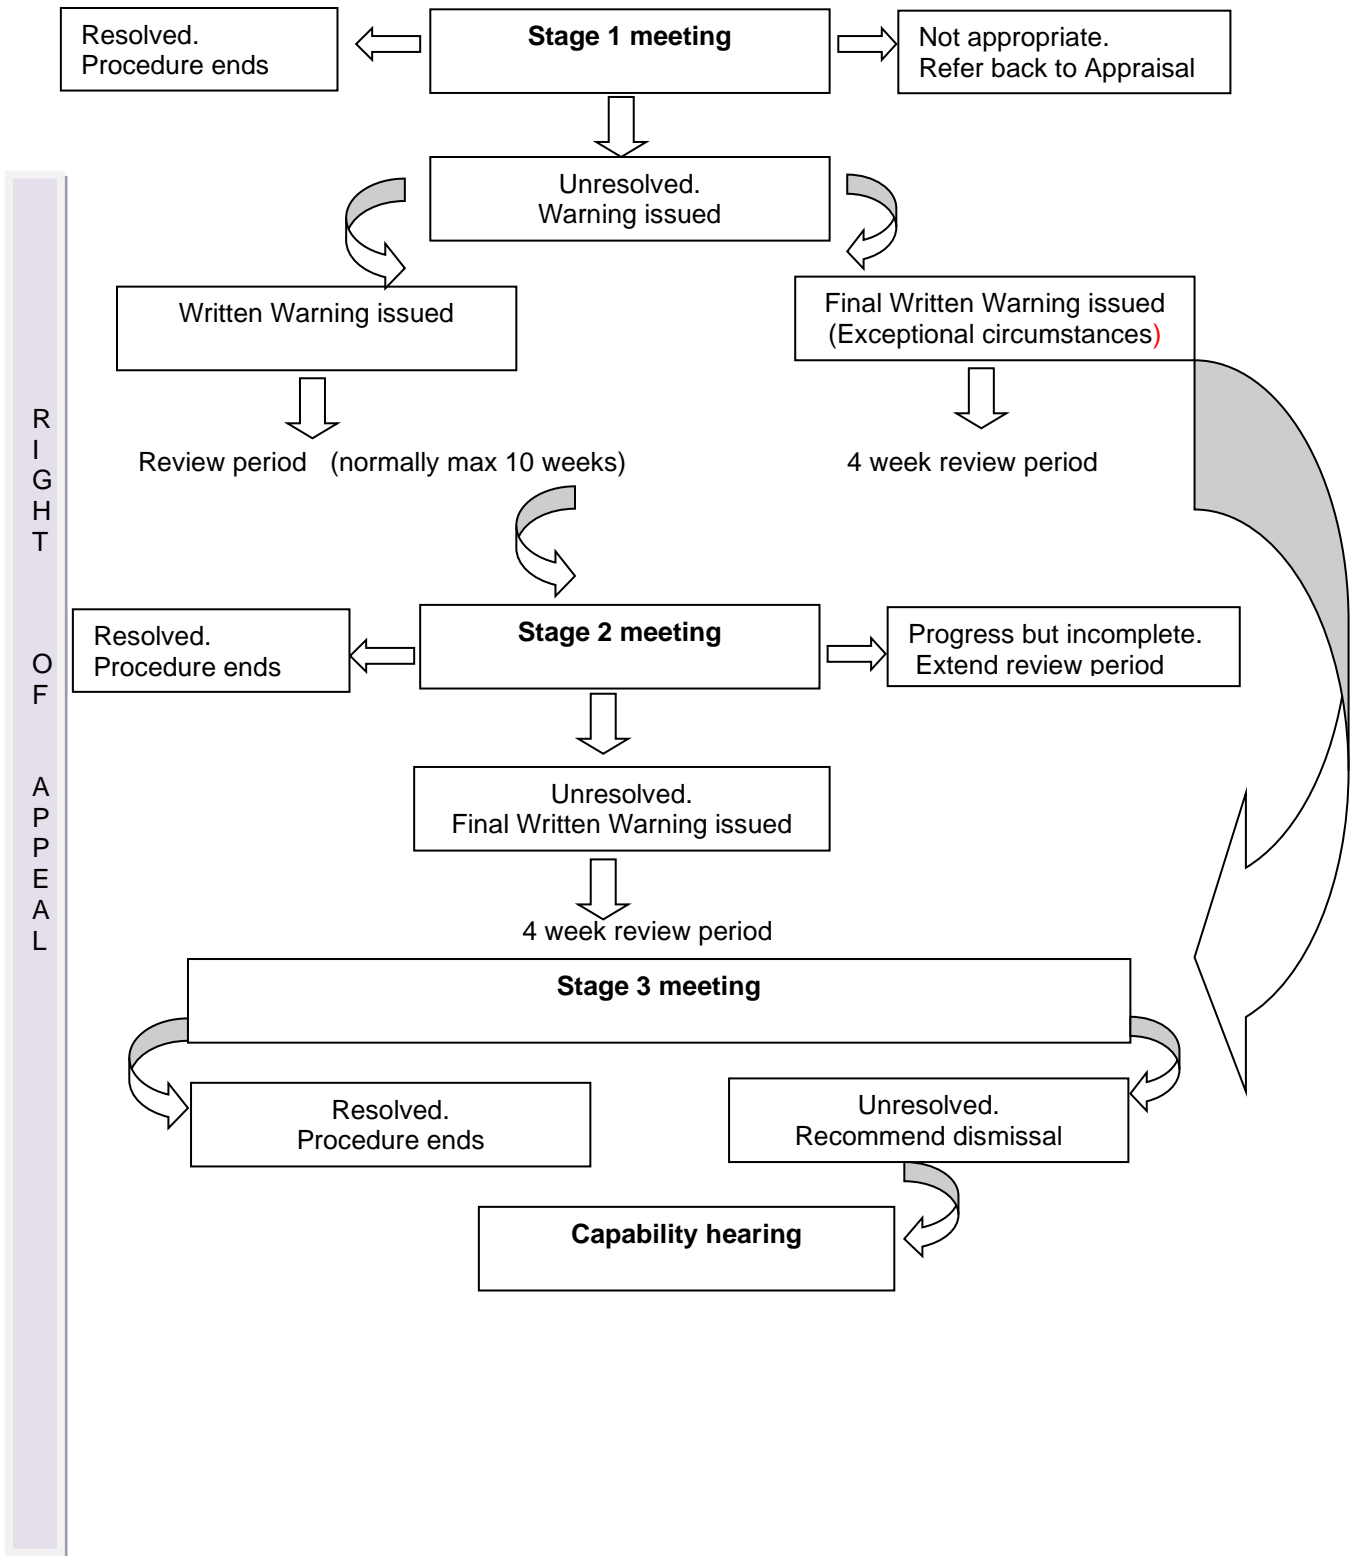 Resolved.
Procedure ends
Stage 1 meeting
Not appropriate.
Refer back to Appraisal
Unresolved.
Warning issued
Written Warning issued
Final Written Warning issued
(Exceptional circumstances)
Review period (normally max 10 weeks)
4 week review period
Resolved.
Procedure ends
Stage 2 meeting
Progress but incomplete.
Extend review period
Unresolved.
Final Written Warning issued
4 week review period
Stage 3 meeting
Resolved.
Procedure ends
Unresolved.
Recommend dismissal
Capability hearing
R
I
G
H
T
O
F
A
P
P
E
A
L